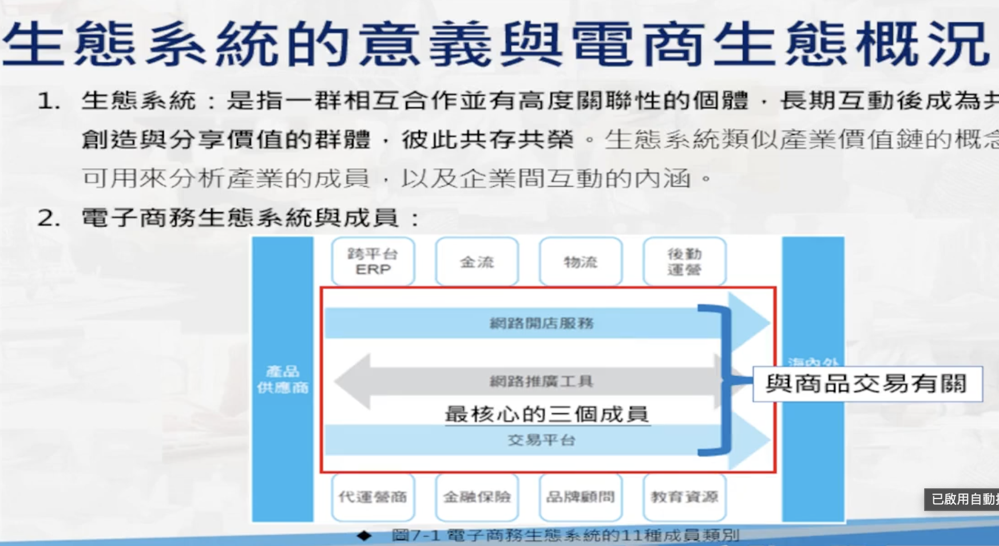 生態系統的意義與電商生態概況
1. 生態系統：是指一群相互合作並有高度關聯性的個體，長期互動後成為共
創造與分享價值的群體，彼此共存共榮。生態系統類似產業價值鏈的概念
可用來分析產業的成員，以及企業間互動的內涵。
2. 電子商務生態系統與成員：
跨平台
ERP
金流
物流
後勤
運營
網路開店服務
產品
供應商
網路推廣工具
海內外
與商品交易有關
最核心的三個成員
交易平台
代運營商
金融保險
品牌顧問
教育資源
已啟用自動
◆ 圖7-1 電子商務生態系統的11種成員類別